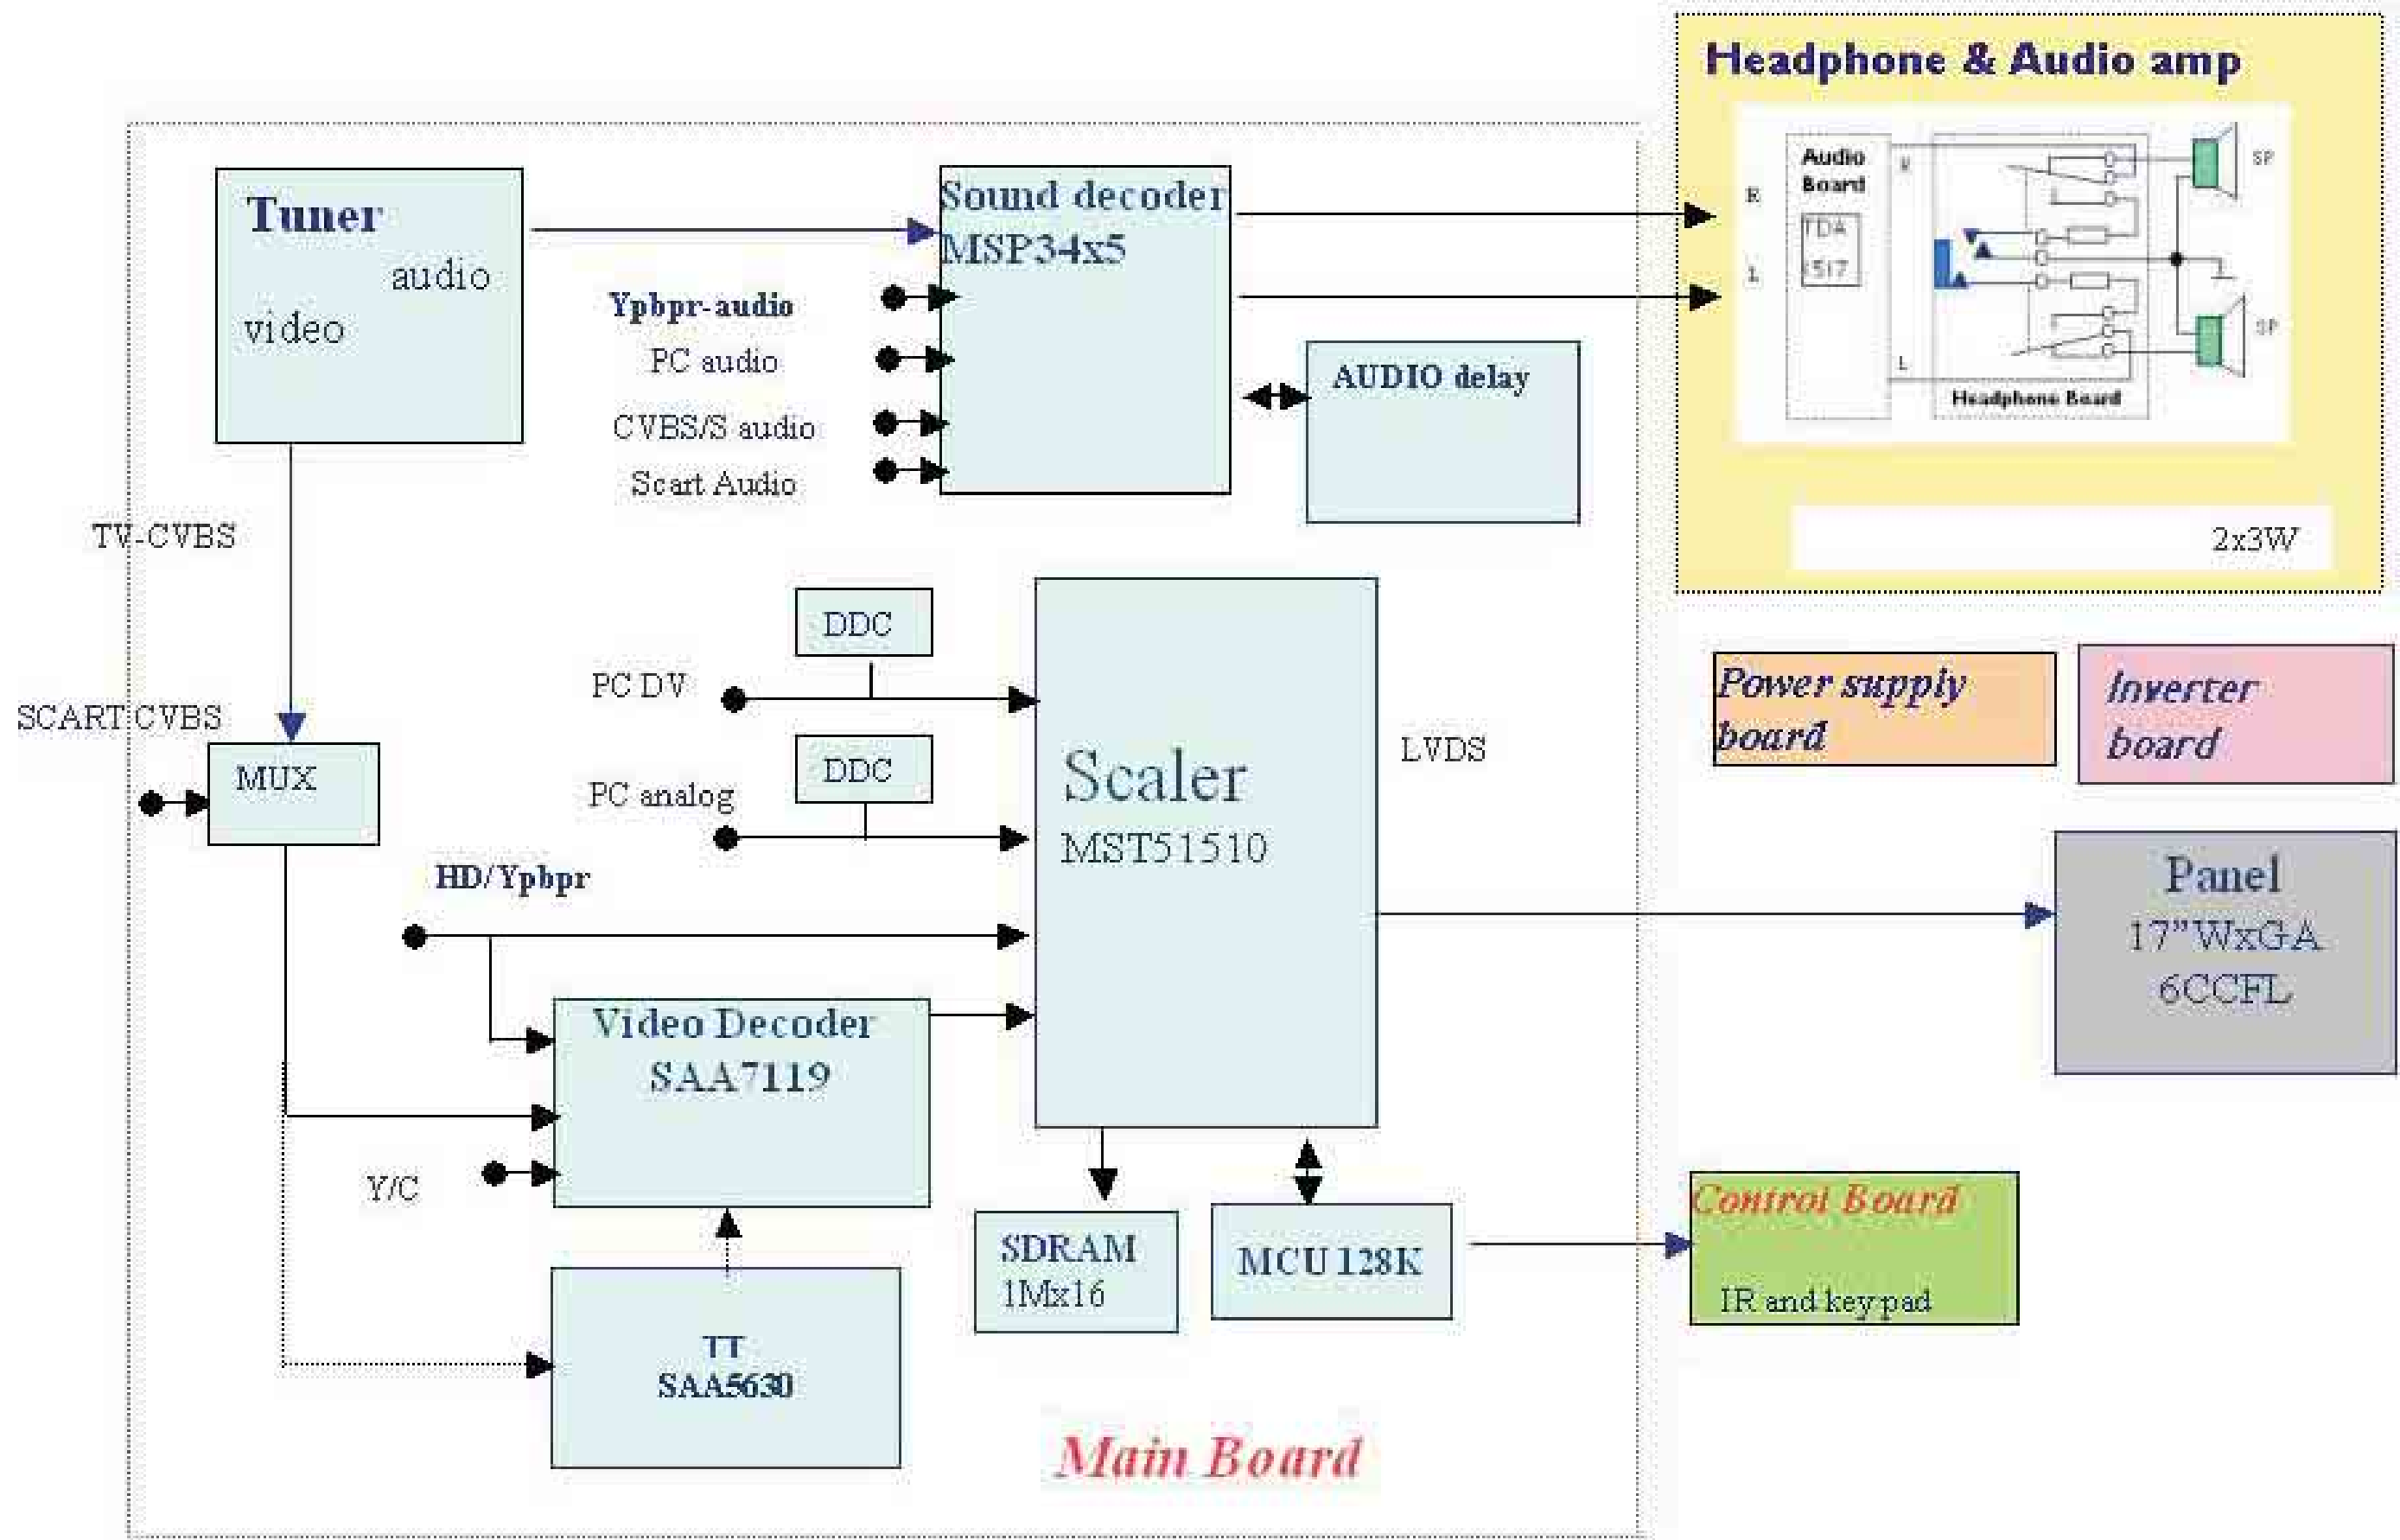 Headphone & Audio amp
Audio
Board
TDA
1517
R
L
R
L
SP
SP
Headphone Board
2x3W
Tuner
audio
video
Sound decoder
MSP34x5
Ypbpr-audio
PC audio
CVBS/S audio
Scart Audio
AUDIO delay
TV-CVBS
SCART CVBS
MUX
DDC
PC DV
DDC
PC analog
HD/Ypbpr
Scaler
MST51510
LVDS
Power supply
board
Inverter
board
Panel
17”WxGA
6CCFL
Video Decoder
SAA7119
Y/C
SDRAM
1Mx16
MCU 128K
Control Board
IR and key pad
TT
SAA5630
Main Board